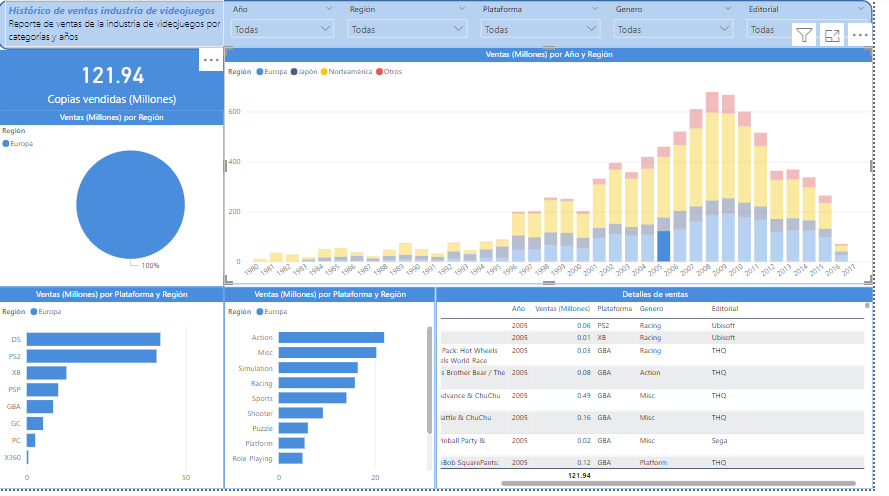 Histórico de ventas industria de videojuegos
Reporte de ventas de la industria de videojuegos por
categorías y años
Año
Todas
Región
Todas
Plataforma
Todas
Genero
Todas
Editorial
Todas
121.94
Copias vendidas (Millones)
Ventas (Millones) por Región
Región
Europa
100%
Ventas (Millones) por Año y Región
Región Europa Japón Norteamérica Otros
600
400
200
0
1980 1981 1982 1983 1984 1985 1986 1987 1988 1989 1990 1991 1992 1993 1994 1995 1996 1997 1998 1999 2000 2001 2002 2003 2004 2005 2006 2007 2008 2009 2010 2011 2012 2013 2014 2015 2016 2017
Ventas (Millones) por Plataforma y Región
Región Europa
DS
PS2
XB
PSP
GBA
GC
PC
X360
0 50
Ventas (Millones) por Plataforma y Región
Región Europa
Action
Misc
Simulation
Racing
Sports
Shooter
Puzzle
Platform
Role-Playing
0 20
Detalles de ventas
Año Ventas (Millones) Plataforma Genero Editorial
2005 0.06 PS2 Racing Ubisoft
2005 0.01 XB Racing Ubisoft
Pack: Hot Wheels 2005 0.03 GBA Racing THQ
els World Race
s Brother Bear / The 2005 0.08 GBA Action THQ
Advance & ChuChu 2005 0.49 GBA Misc THQ
Battle & ChuChu 2005 0.16 GBA Misc THQ
Pinball Party & 2005 0.02 GBA Misc Sega
eBob SquarePants: 2005 0.12 GBA Platform THQ
121.94